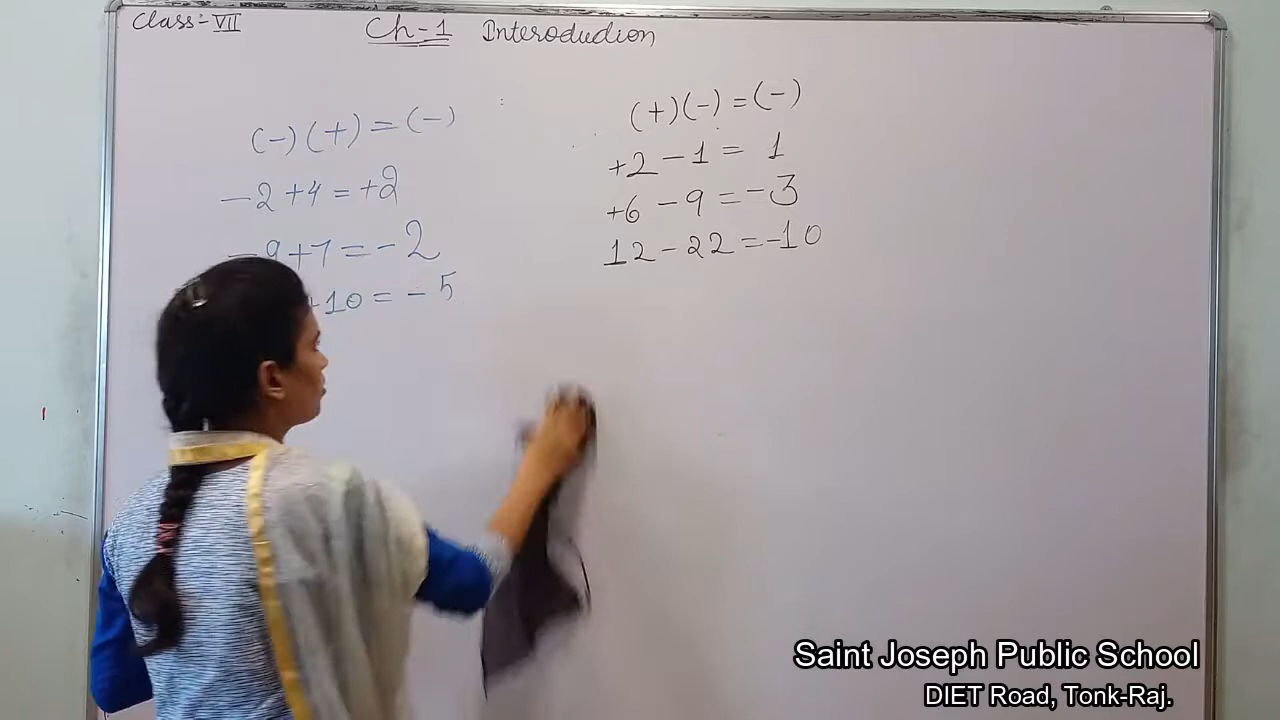 Class:- VII
Ch-1 Interodudion
(-)(+)=(-)
-2+4=+2
-9+7=-2
+10=-5
(+)(-)=(-)
+2-1=1
+6-9=-3
12-22=-10
Saint Joseph Public School
DIET Road, Tonk-Raj.